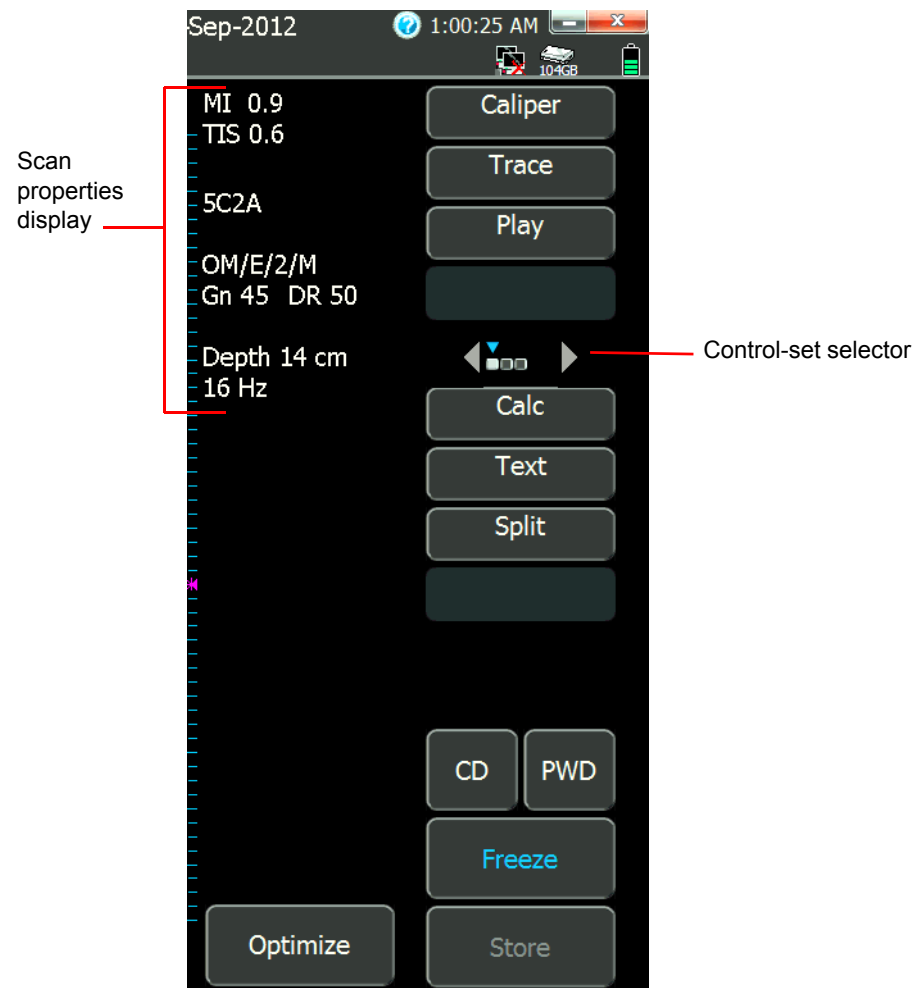 Sep-2012 1:00:25 AM
104GB
MI 0.9
TIS 0.6
5C2A
OM/E/2/M
Gn 45 DR 50
Depth 14 cm
16 Hz
Scan
properties
display
Caliper
Trace
Play
Control-set selector
Calc
Text
Split
CD PWD
Freeze
Optimize
Store